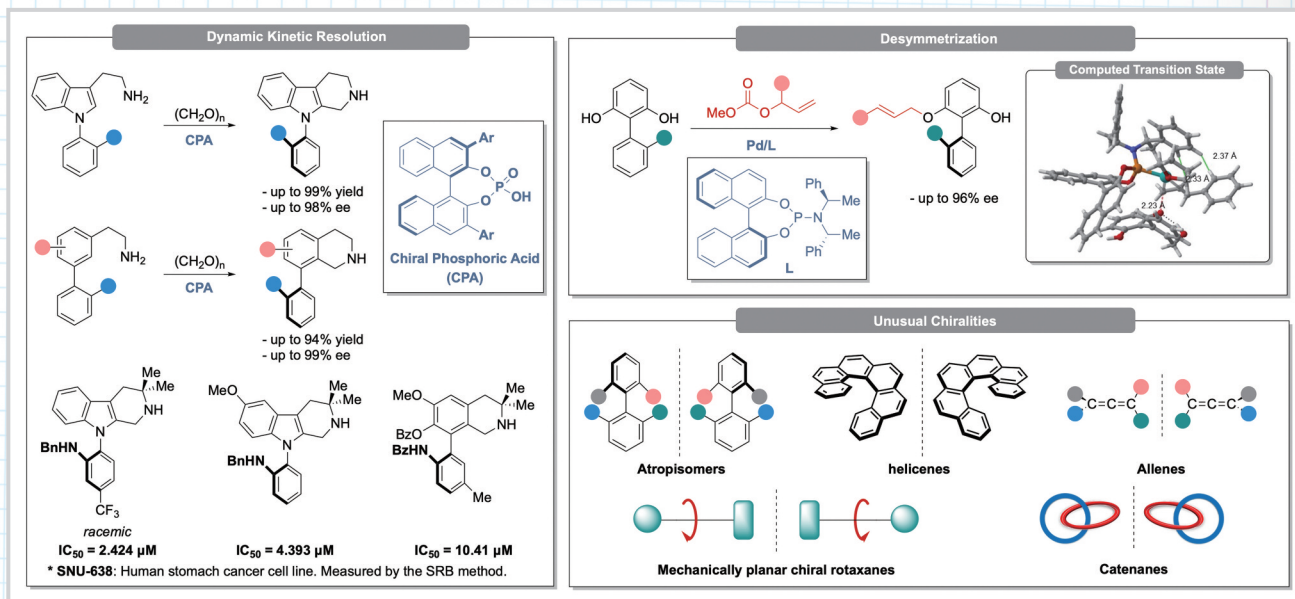 Dynamic Kinetic Resolution
NH2
N
(CH2O)n
CPA
NH
N
- up to 99% yield
- up to 98% ee
NH2
(CH2O)n
CPA
NH
- up to 94% yield
- up to 99% ee
Ar
O
O
P
O
OH
Ar
Chiral Phosphoric Acid
(CPA)
Me
Me
NH
N
BnHN
CF3
racemic
IC50 = 2.424 µM
MeO
Me
Me
NH
N
BnHN
IC50 = 4.393 µM
MeO
Me
Me
NH
OBz
BzHN
Me
IC50 = 10.41 µM
* SNU-638: Human stomach cancer cell line. Measured by the SRB method.
Desymmetrization
HO
OH
O
MeO
O
Pd/L
O
OH
- up to 96% ee
Ph
Me
O
P
N
O
Me
Ph
L
Computed Transition State
2.37 Å
2.33 Å
2.23 Å
Unusual Chiralities
Atropisomers
helicenes
C
C
C
C
Allenes
Mechanically planar chiral rotaxanes
Catenanes